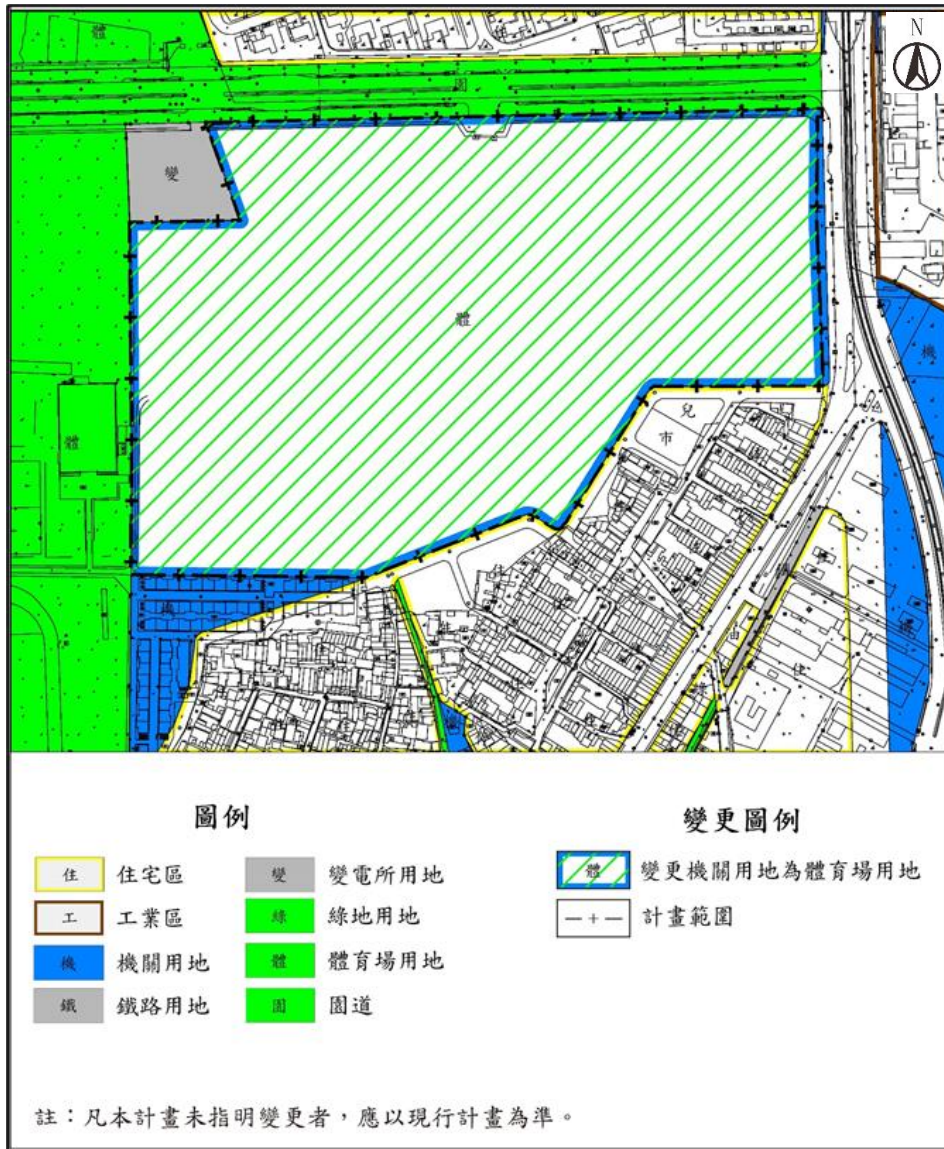 體
N
變
體
機
體
兒
市
住
油
住
圖例
變更圖例
住 住宅區
變 變電所用地
體 變更機關用地為體育場用地
工 工業區
綠 綠地用地
計畫範圍
機 機關用地
體 體育場用地
鐵 鐵路用地
園 園道
註：凡本計畫未指明變更者，應以現行計畫為準。